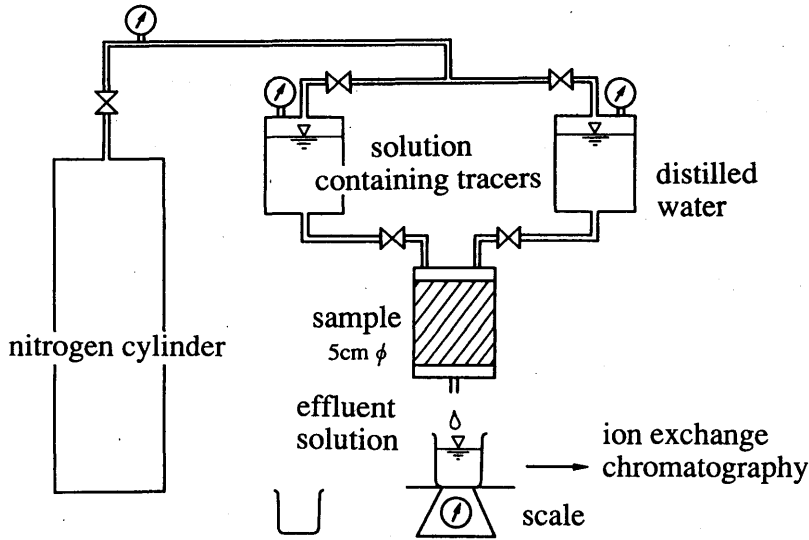 solution
containing tracers
distilled
water
sample
5cm ϕ
nitrogen cylinder
effluent
solution
ion exchange
chromatography
scale